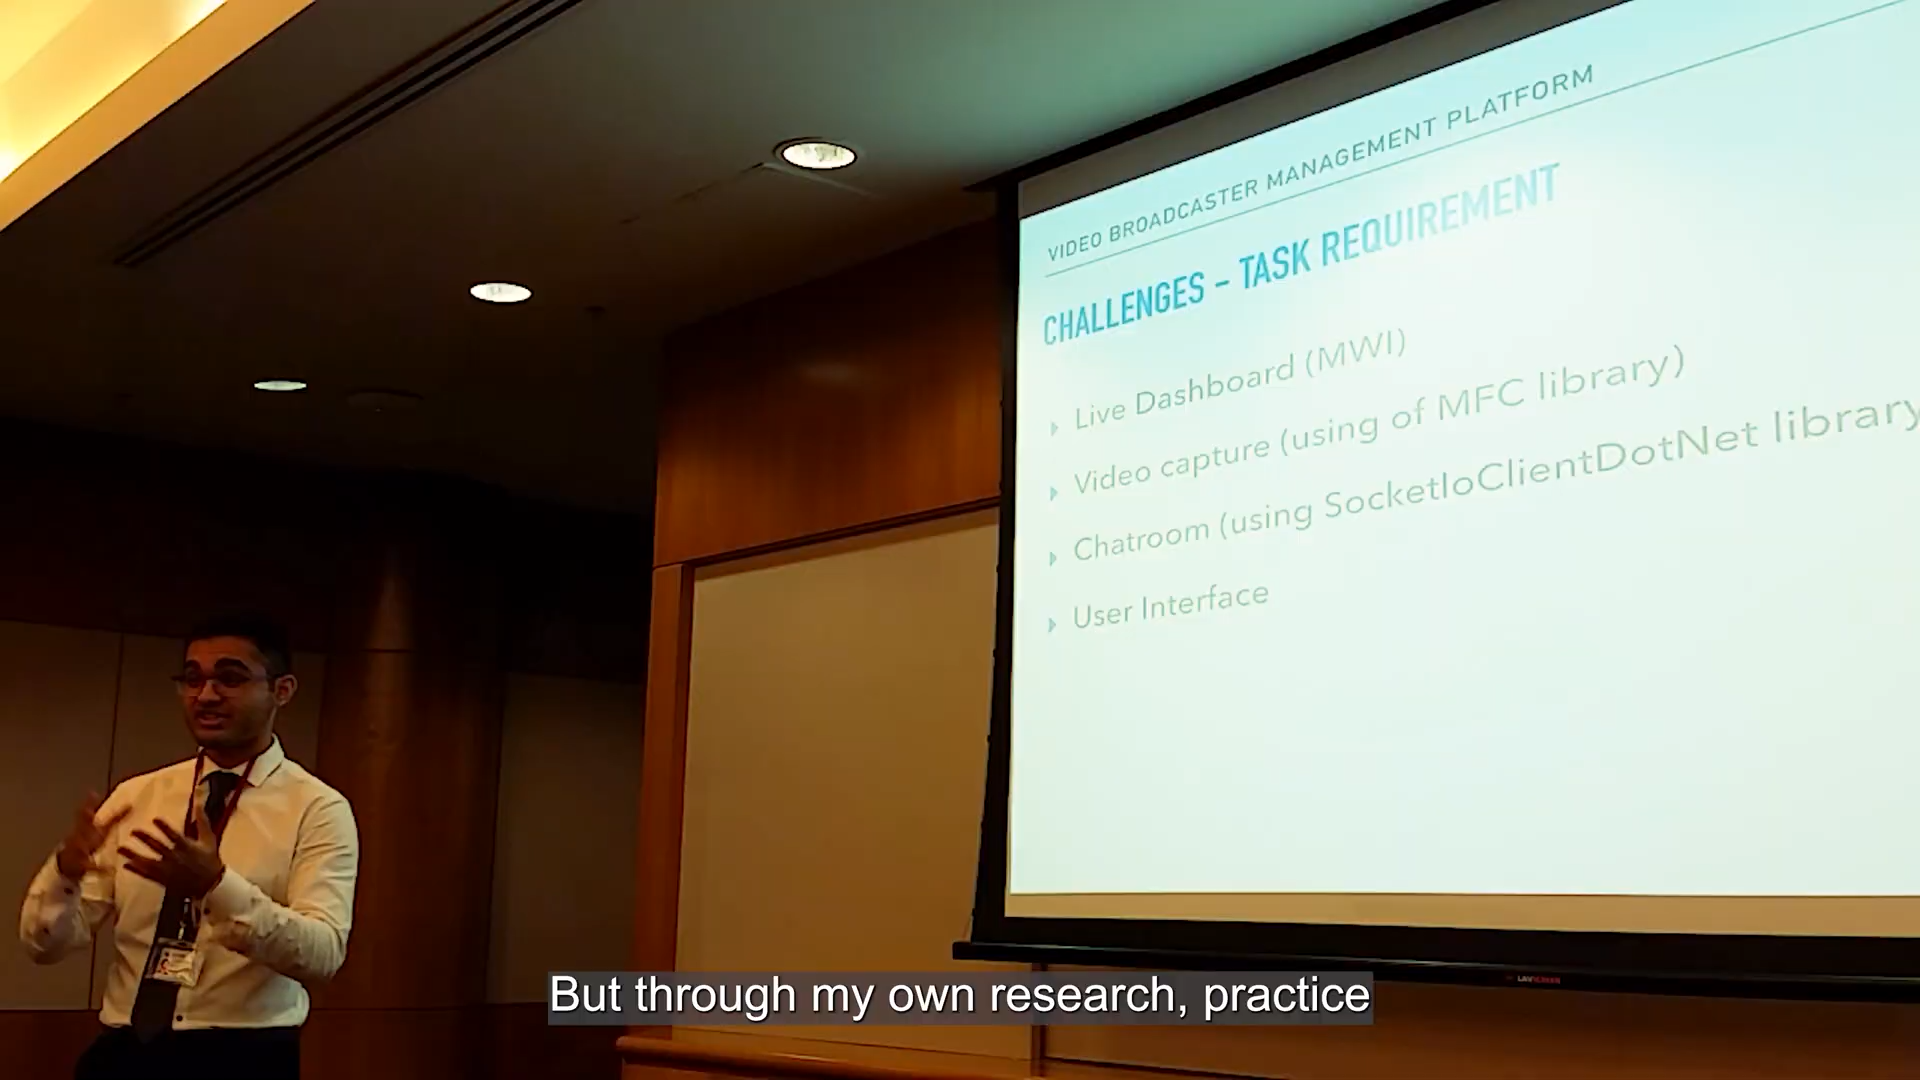 VIDEO BROADCASTER MANAGEMENT PLATFORM
CHALLENGES – TASK REQUIREMENT
Live Dashboard (MWI)
Video capture (using of MFC library)
Chatroom (using SocketIoClientDotNet library
User Interface
But through my own research, practice